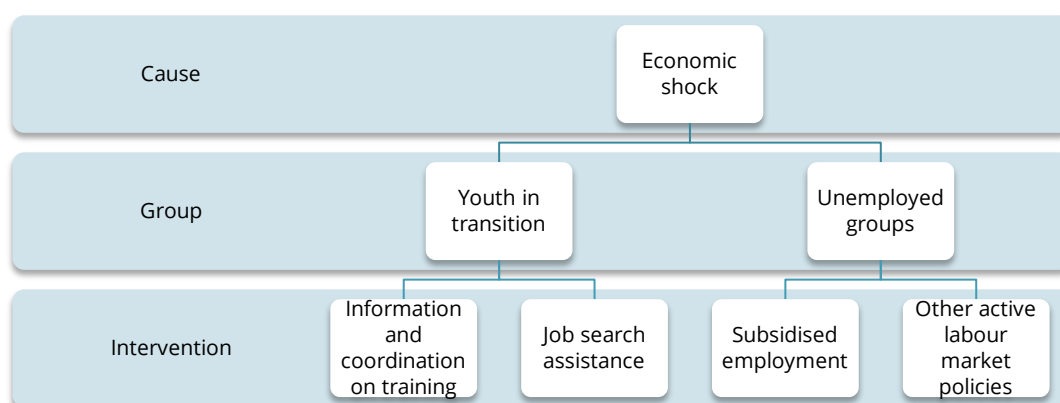 Cause
Economic
shock
Group
Youth in
transition
Unemployed
groups
Intervention
Information
and
coordination
on training
Job search
assistance
Subsidised
employment
Other active
labour
market
policies